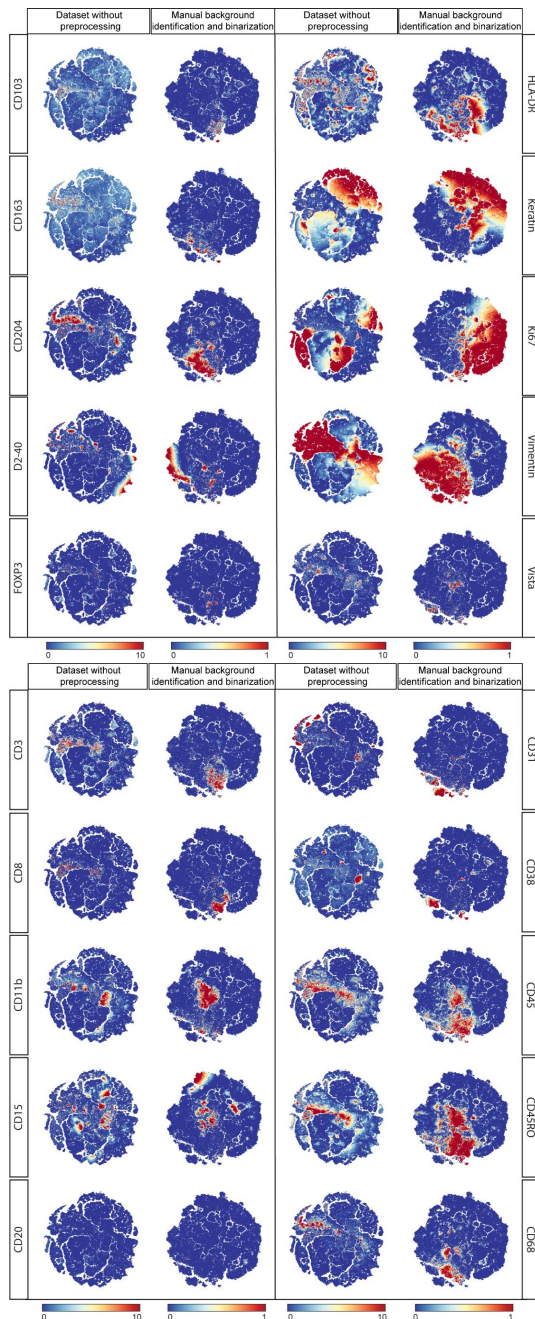 Dataset without
preprocessing
Manual background
identification and binarization
Dataset without
preprocessing
Manual background
identification and binarization
CD103
HLA-DR
CD163
Keratin
CD204
Ki67
D2-40
Vimentin
FOXP3
Vista
0 10 0 1 0 10 0 1
Dataset without
preprocessing
Manual background
identification and binarization
Dataset without
preprocessing
Manual background
identification and binarization
CD3
CD31
CD8
CD38
CD11b
CD45
CD15
CD45RO
CD20
CD68
0 10 0 1 0 10 0 1